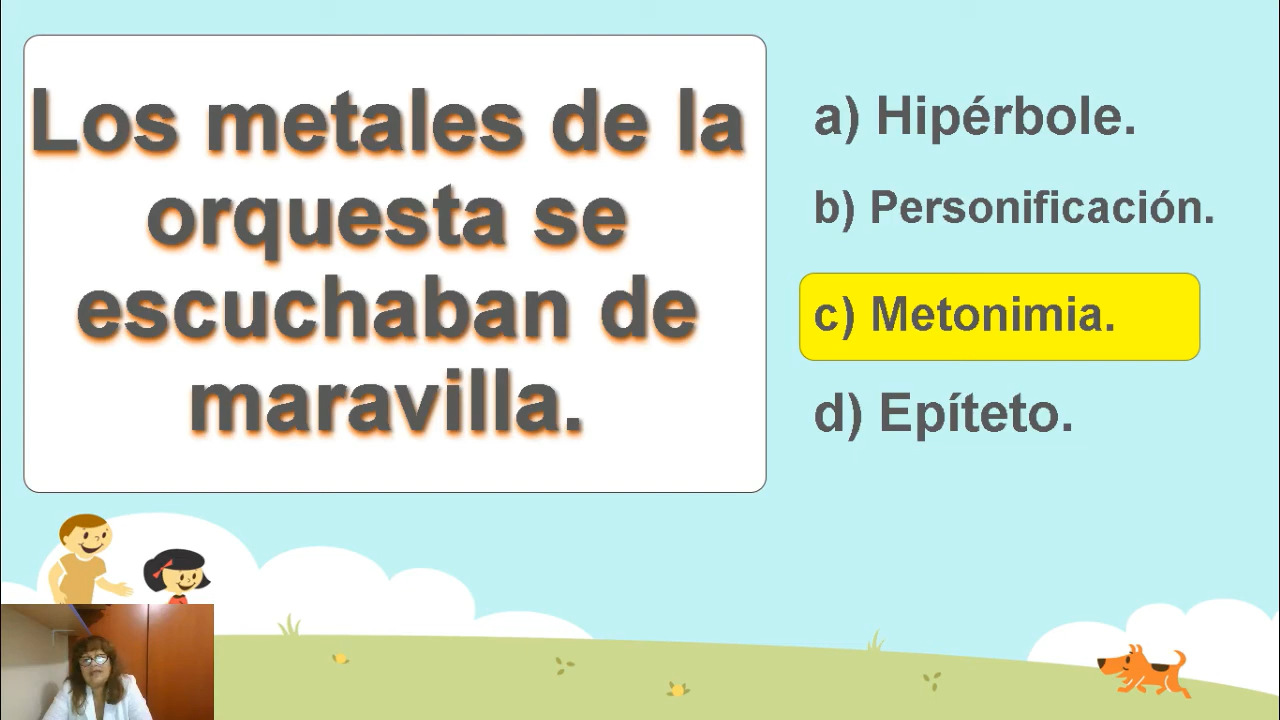 Los metales de la
orquesta se
escuchaban de
maravilla.
a) Hipérbole.
b) Personificación.
c) Metonimia.
d) Epíteto.